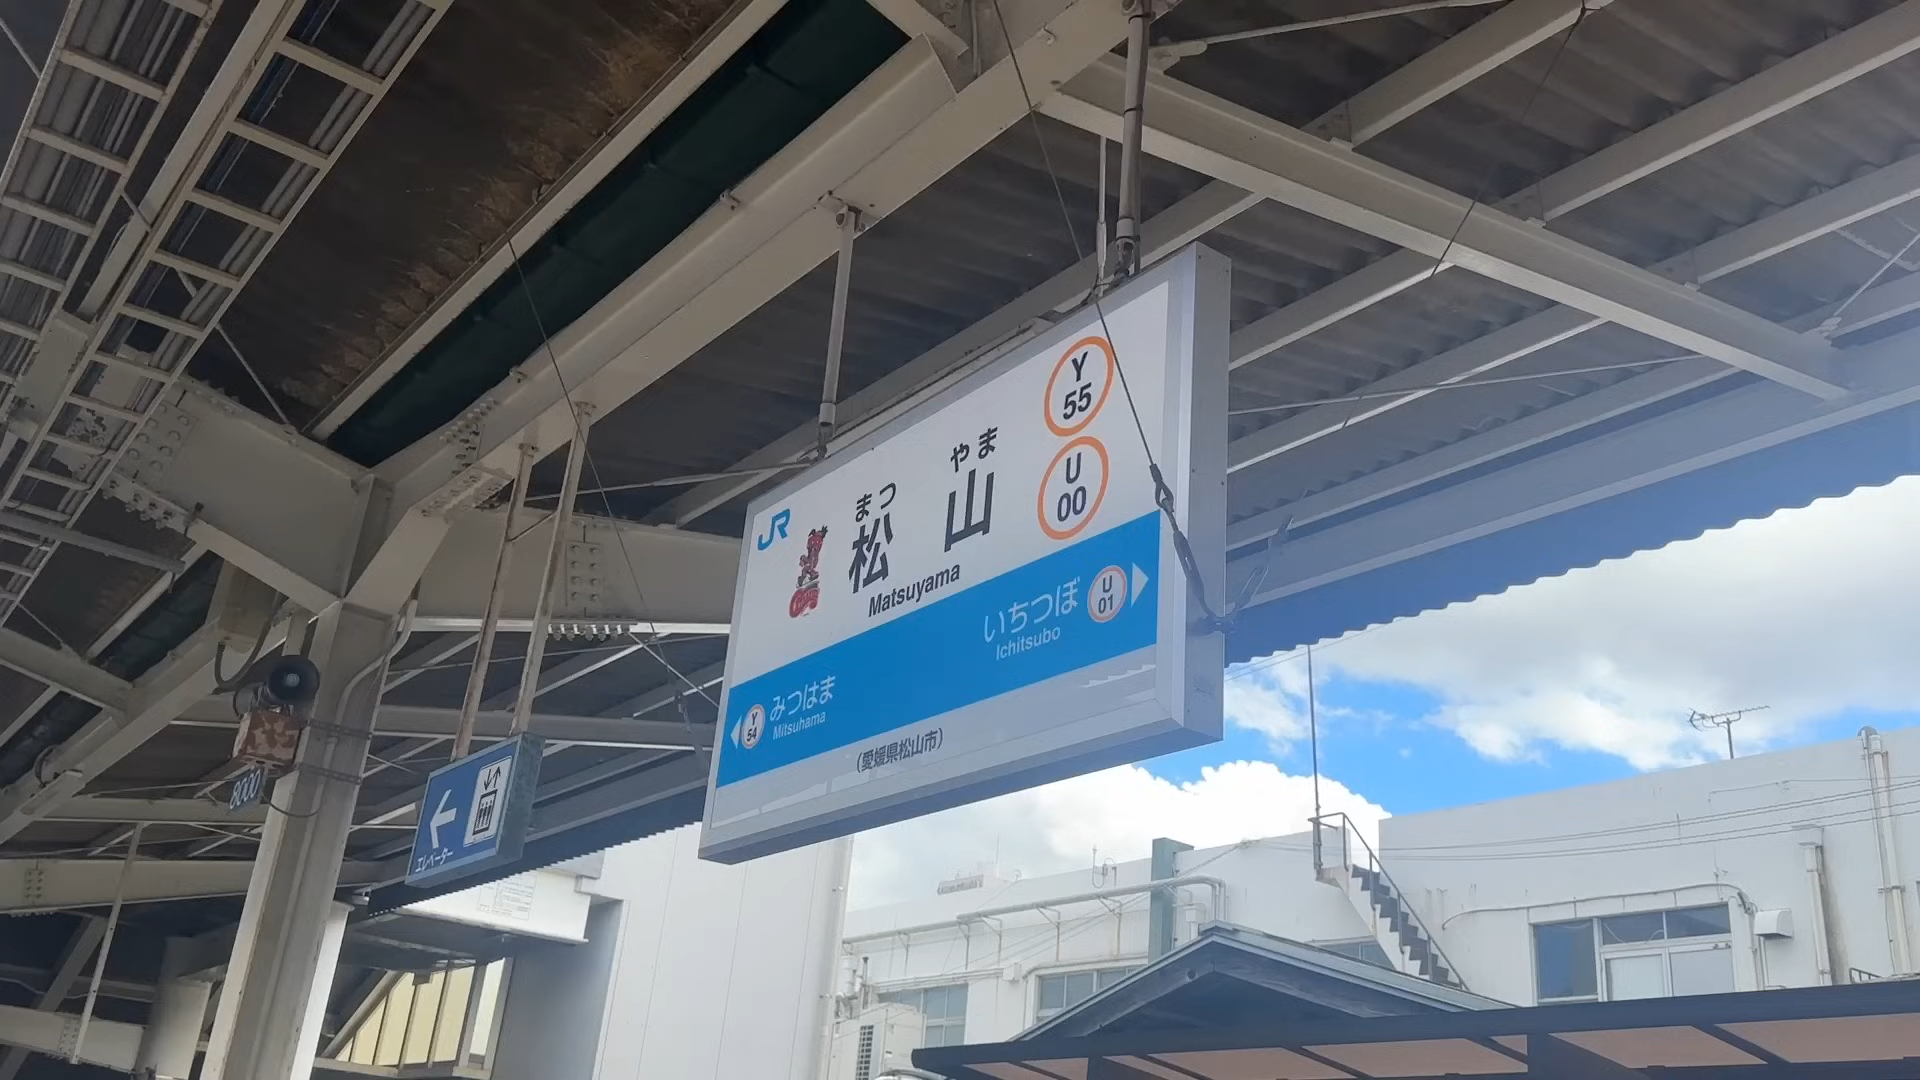 JR
まつ やま
松 山
Matsuyama
Y
55
U
00
いちつぼ
Ichitsubo
U
01
Y
54
みつはま
Mitsuhama
(愛媛県松山市)
エレベーター
8000